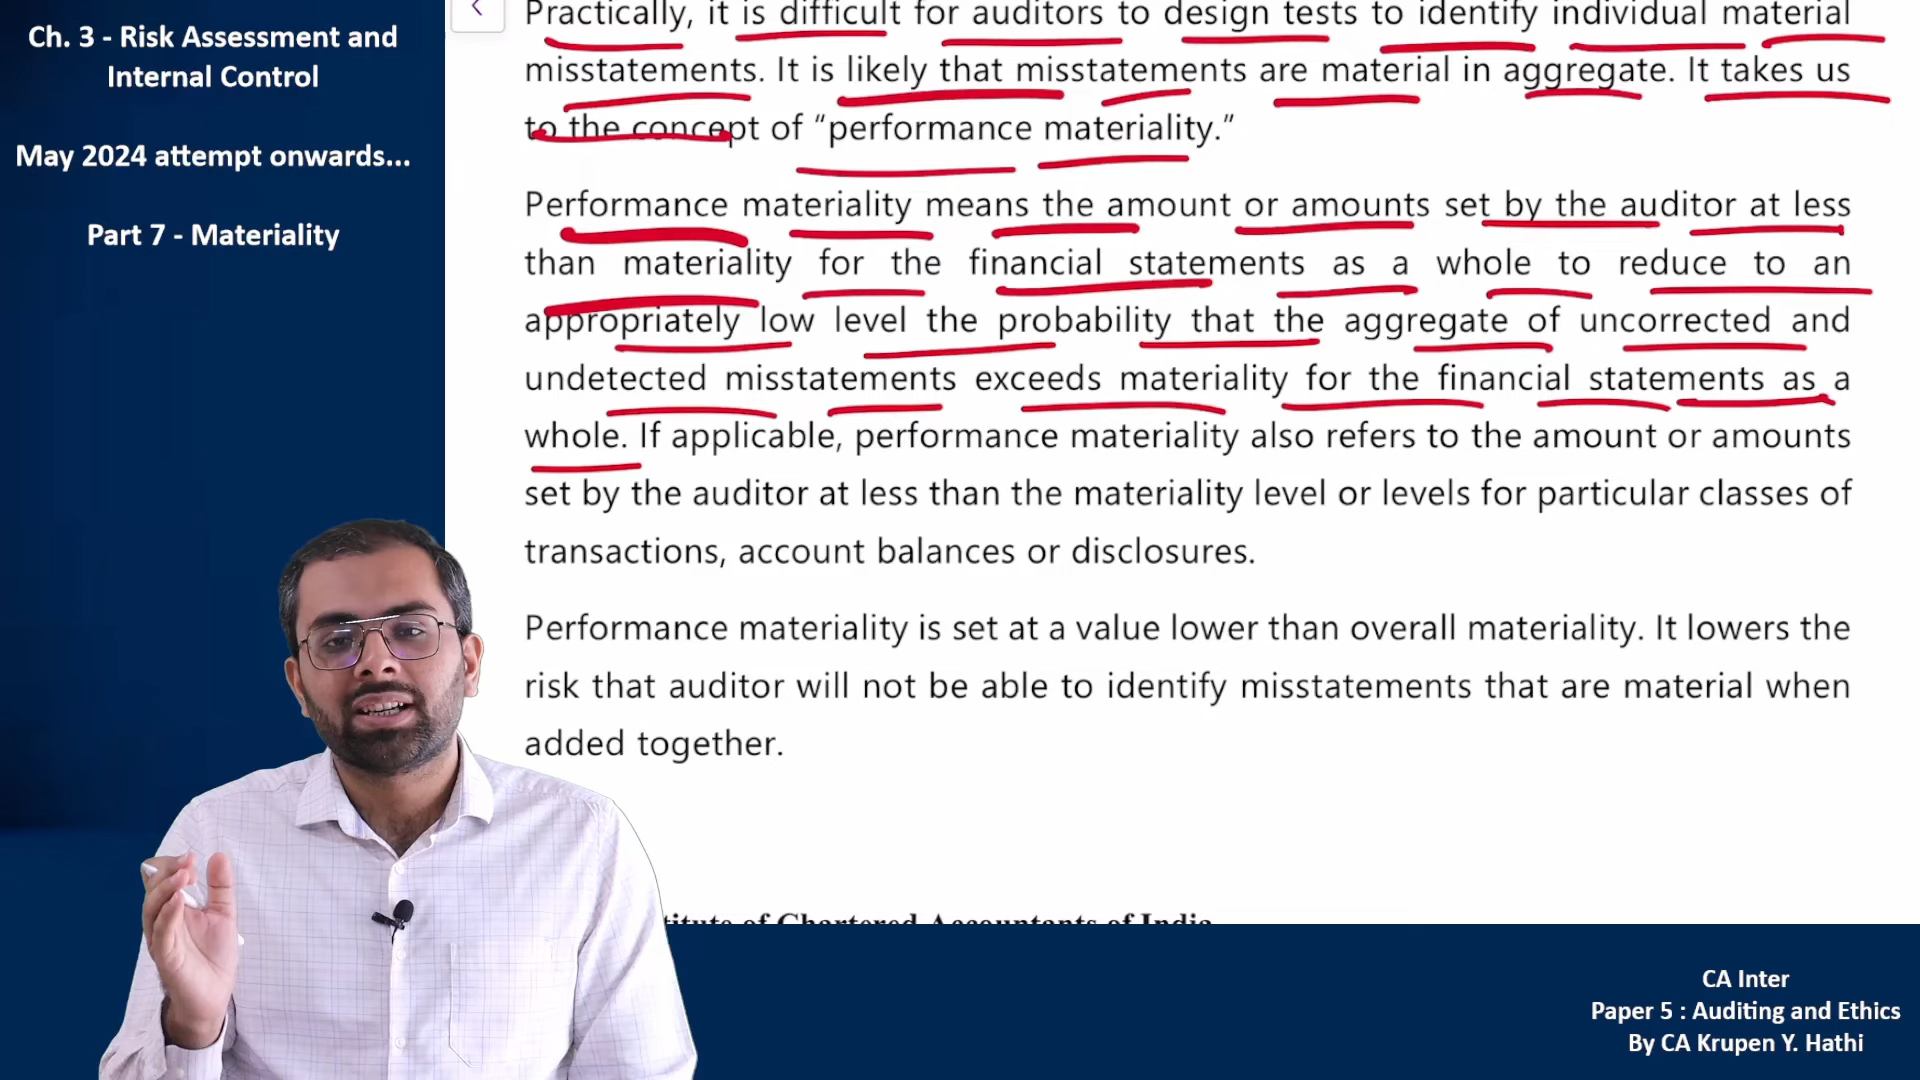 Ch. 3 - Risk Assessment and
Internal Control
May 2024 attempt onwards...
Part 7 - Materiality
Practically, it is difficult for auditors to design tests to identify individual material
misstatements. It is likely that misstatements are material in aggregate. It takes us
to the concept of “performance materiality.”
Performance materiality means the amount or amounts set by the auditor at less
than materiality for the financial statements as a whole to reduce to an
appropriately low level the probability that the aggregate of uncorrected and
undetected misstatements exceeds materiality for the financial statements as a
whole. If applicable, performance materiality also refers to the amount or amounts
set by the auditor at less than the materiality level or levels for particular classes of
transactions, account balances or disclosures.
Performance materiality is set at a value lower than overall materiality. It lowers the
risk that auditor will not be able to identify misstatements that are material when
added together.
of Chartered Accountants of India
CA Inter
Paper 5 : Auditing and Ethics
By CA Krupen Y. Hathi